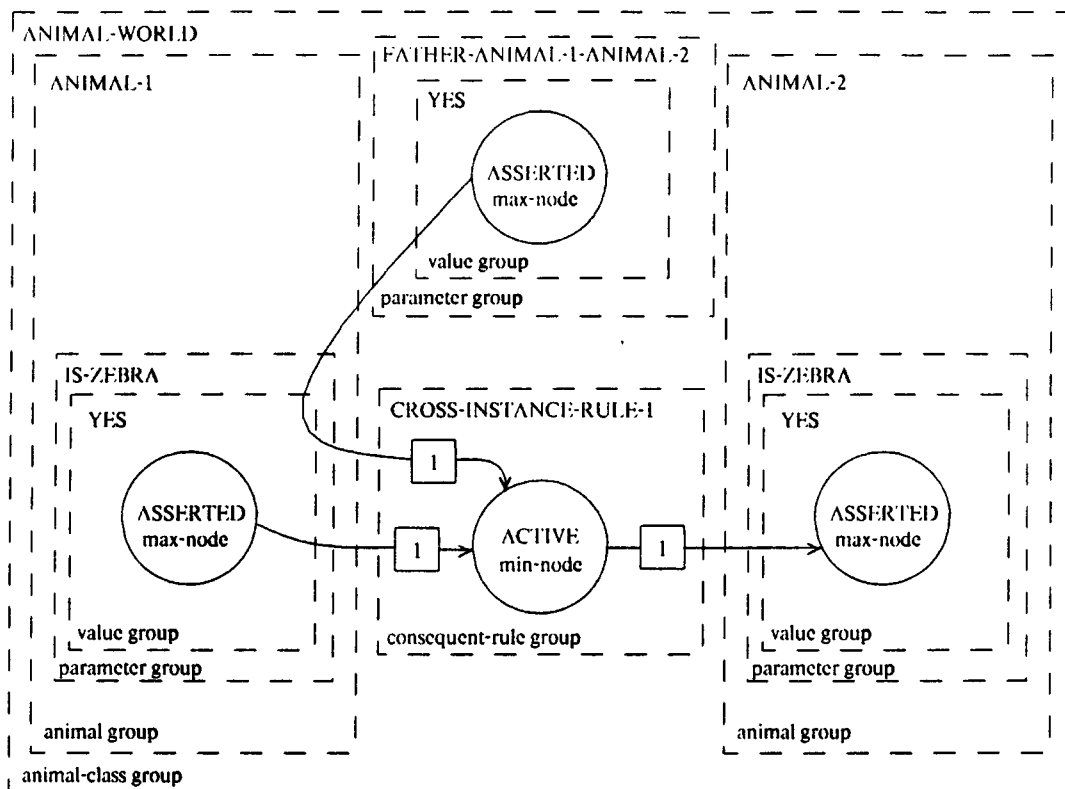 ANIMAL-WORLD
ANIMAL-1
FATHER-ANIMAL-1-ANIMAL-2
YES
ASSERTED
max-node
value group
parameter group
ANIMAL-2
IS-ZEBRA
YES
ASSERTED
max-node
value group
parameter group
animal group
CROSS-INSTANCE-RULE-1
1
1
ACTIVE
min-node
1
consequent-rule group
IS-ZEBRA
YES
ASSERTED
max-node
value group
parameter group
animal group
animal-class group